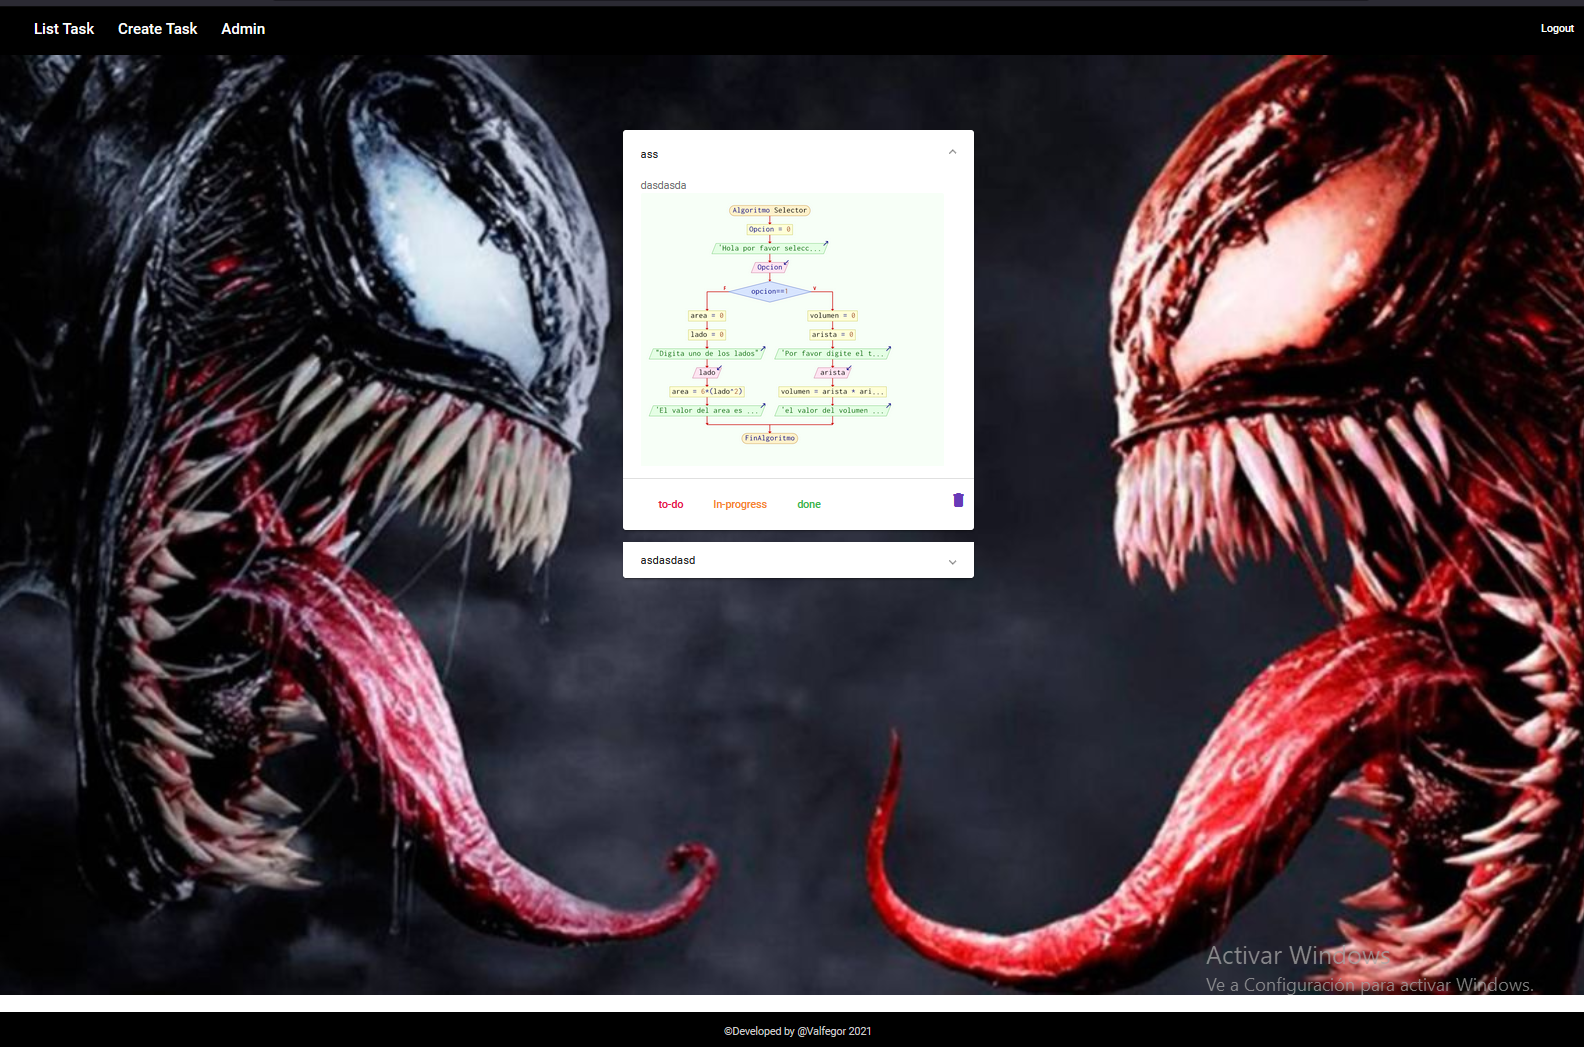 List Task Create Task Admin Logout
ass
dasdasda
Algoritmo Selector
Opcion = 0
'Hola por favor selecc...
Opcion
F opcion==1 V
area = 0 volumen = 0
lado = 0 arista = 0
"Digita uno de los lados" 'Por favor digite el t...
lado arista
area = 6*(lado^2) volumen = arista * ari...
'El valor del area es ... 'el valor del volumen ...
FinAlgoritmo
to-do In-progress done
asdasdasd
Activar Windows
Ve a Configuración para activar Windows.
©Developed by @Valfegor 2021